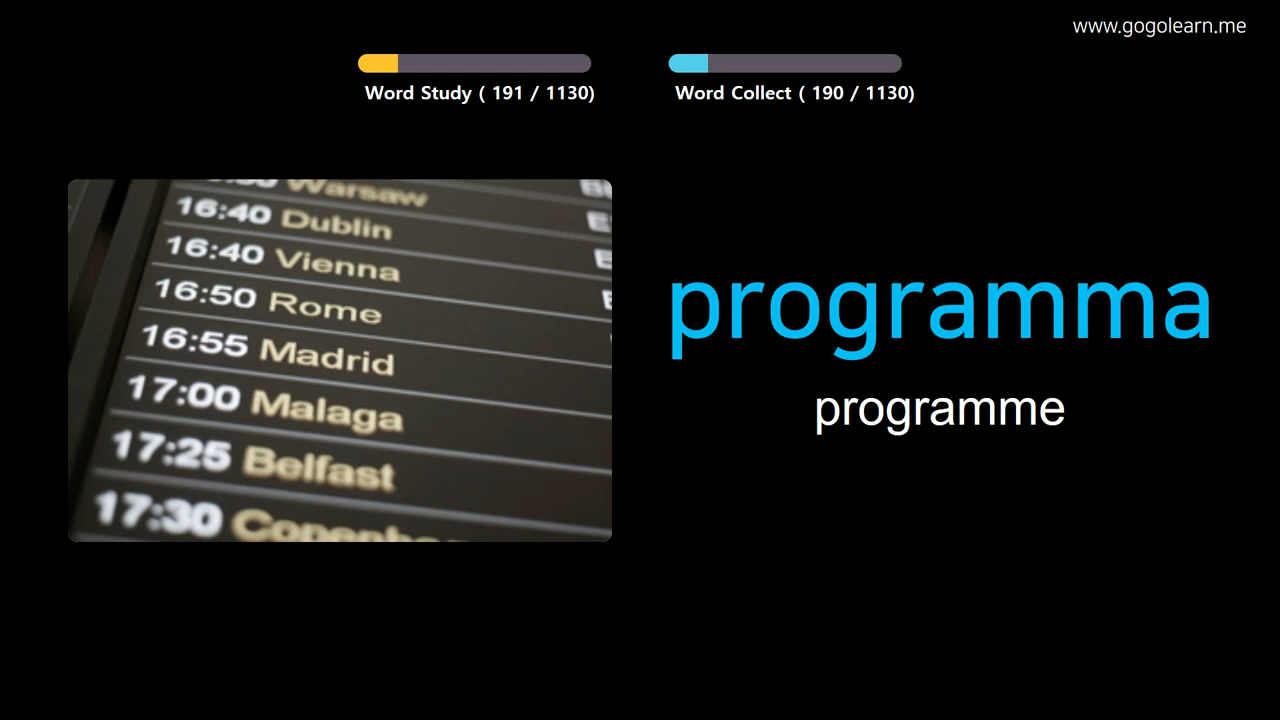 www.gogolearn.me
Word Study ( 191 / 1130)
Word Collect ( 190 / 1130)
Warsaw
16:40 Dublin
16:40 Vienna
16:50 Rome
16:55 Madrid
17:00 Malaga
17:25 Belfast
17:30
programma
programme